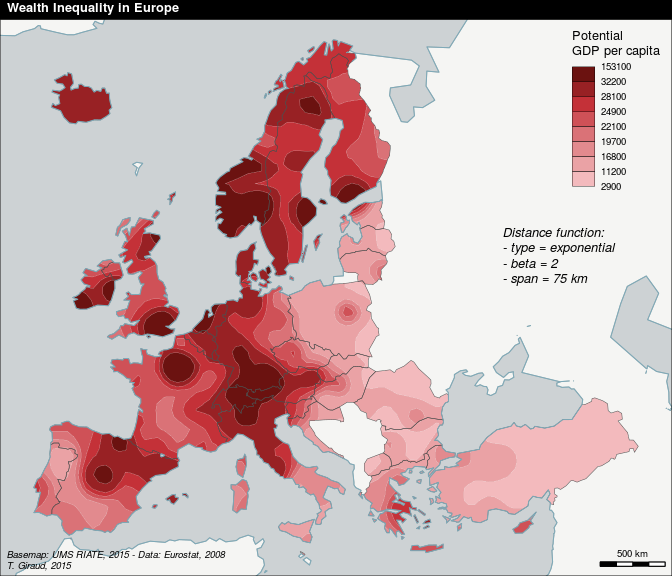 Wealth Inequality in Europe
Potential
GDP per capita
153100
32200
28100
24900
22100
19700
16800
11200
2900
Distance function:
- type = exponential
- beta = 2
- span = 75 km
Basemap: UMS RIATE, 2015 - Data: Eurostat, 2008
T. Giraud, 2015
500 km